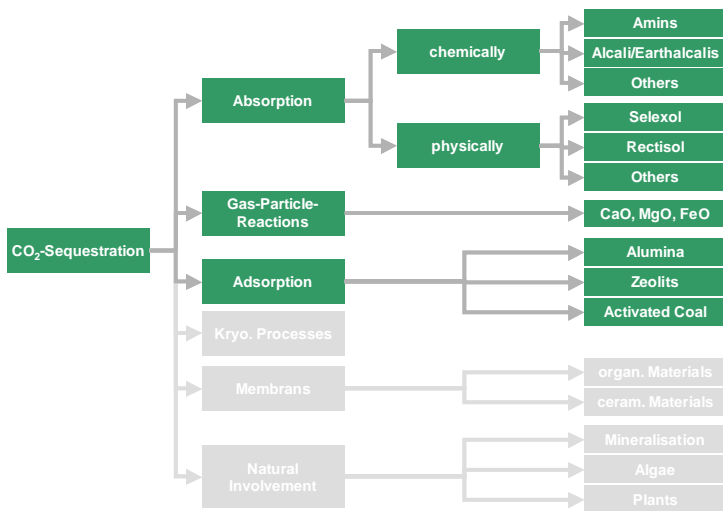 CO₂-Sequestration
Absorption
chemically
Amins
Alcali/Earthalcalis
Others
physically
Selexol
Rectisol
Others
Gas-Particle-
Reactions
CaO, MgO, FeO
Adsorption
Alumina
Zeolits
Activated Coal
Kryo. Processes
Membrans
organ. Materials
ceram. Materials
Natural
Involvement
Mineralisation
Algae
Plants